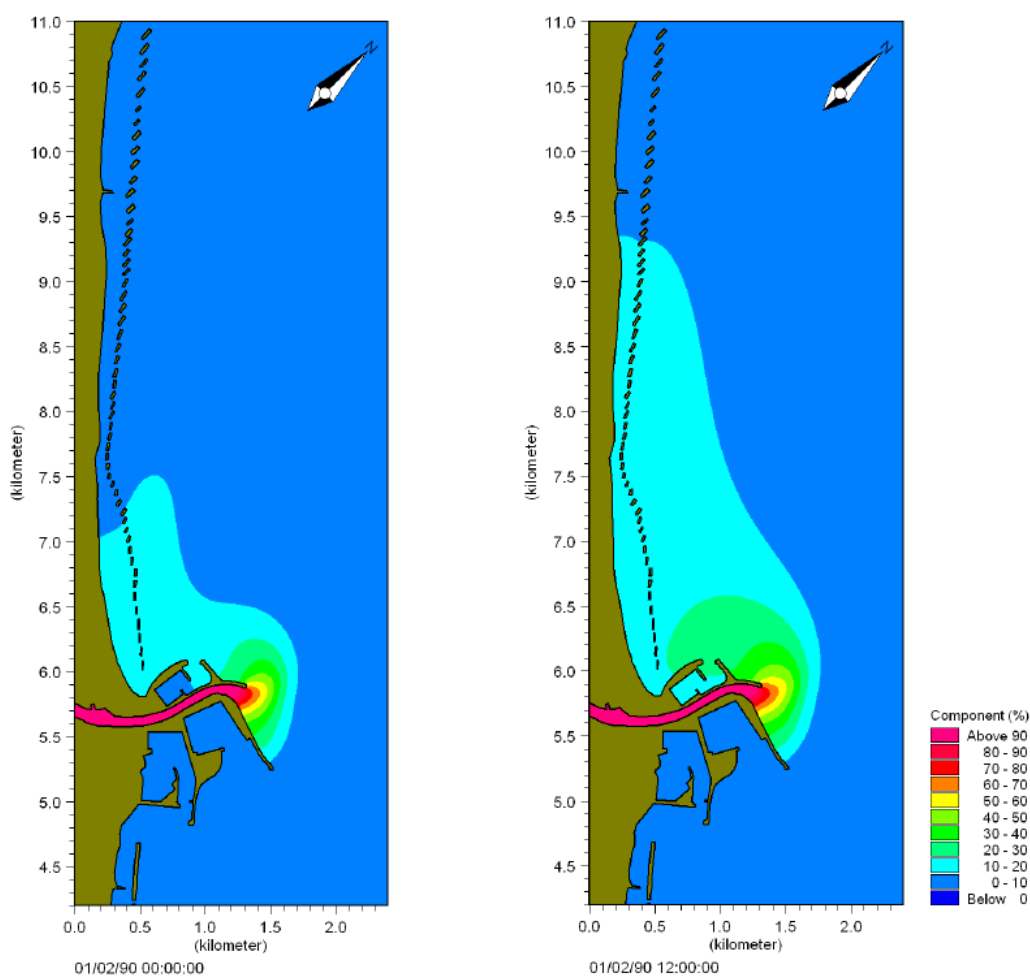 11.0
10.5
10.0
9.5
9.0
8.5
8.0
7.5
7.0
6.5
6.0
5.5
5.0
4.5
(kilometer)
N
0.0 0.5 1.0 1.5 2.0
(kilometer)
01/02/90 00:00:00
11.0
10.5
10.0
9.5
9.0
8.5
8.0
7.5
7.0
6.5
6.0
5.5
5.0
4.5
(kilometer)
N
0.0 0.5 1.0 1.5 2.0
(kilometer)
01/02/90 12:00:00
Component (%)
Above 90
80 - 90
70 - 80
60 - 70
50 - 60
40 - 50
30 - 40
20 - 30
10 - 20
0 - 10
Below 0